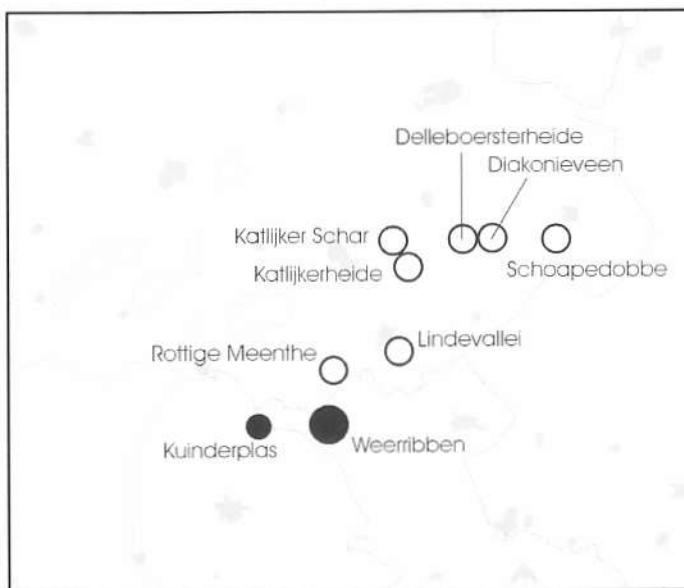 Delleboersterheide
Diakonieveen
Katlijker Schar
Katlijkerheide
Schoapedobbe
Lindevallei
Rottige Meenthe
Kuinderplas
Weerribben